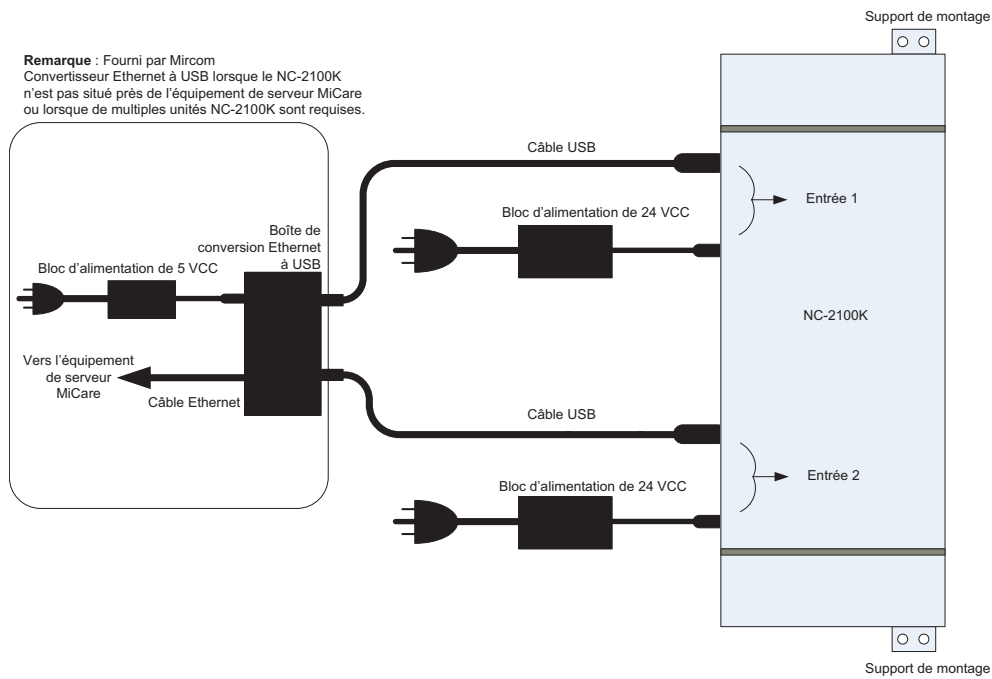 Support de montage
Remarque : Fourni par Mircom
Convertisseur Ethernet à USB lorsque le NC-2100K
n'est pas situé près de l'équipement de serveur MiCare
ou lorsque de multiples unités NC-2100K sont requises.
Câble USB
Entrée 1
Bloc d'alimentation de 24 VCC
Boîte de
conversion Ethernet
à USB
Bloc d'alimentation de 5 VCC
NC-2100K
Vers l'équipement
de serveur
MiCare
Câble Ethernet
Câble USB
Entrée 2
Bloc d'alimentation de 24 VCC
Support de montage